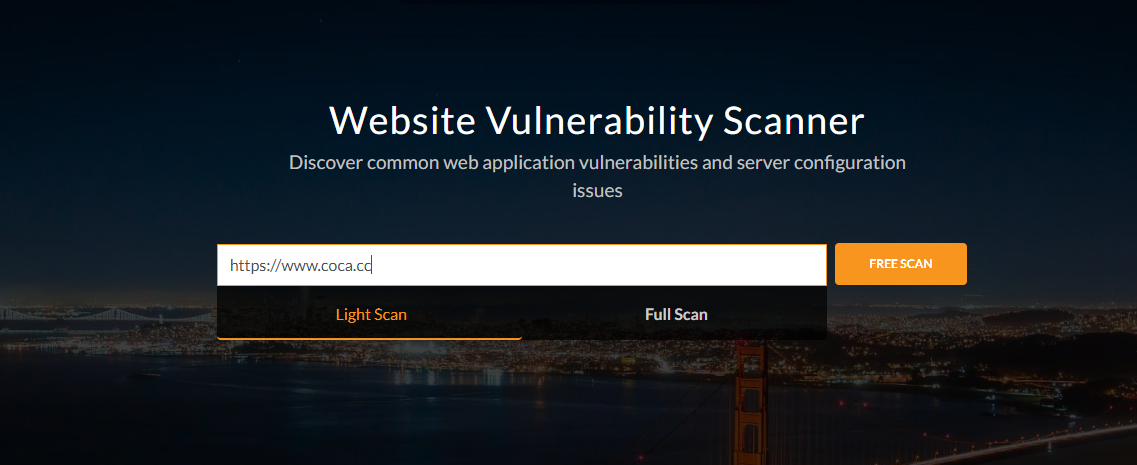 Website Vulnerability Scanner
Discover common web application vulnerabilities and server configuration
issues
https://www.coca.cc
FREE SCAN
Light Scan
Full Scan